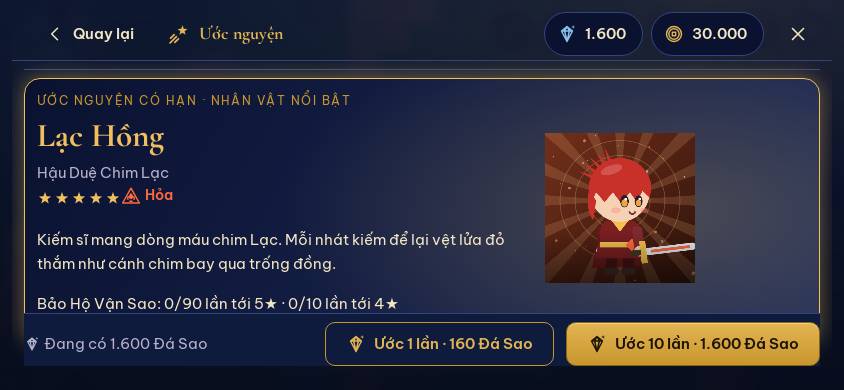 Quay lại
Ước nguyện
1.600
30.000
ƯỚC NGUYỆN CÓ HẠN · NHÂN VẬT NỔI BẬT
Lạc Hồng
Hậu Duệ Chim Lạc
★★★★★ Hỏa
Kiếm sĩ mang dòng máu chim Lạc. Mỗi nhát kiếm để lại vệt lửa đỏ
thắm như cánh chim bay qua trống đồng.
Bảo Hộ Vận Sao: 0/90 lần tới 5★ · 0/10 lần tới 4★
Đang có 1.600 Đá Sao
Ước 1 lần · 160 Đá Sao
Ước 10 lần · 1.600 Đá Sao